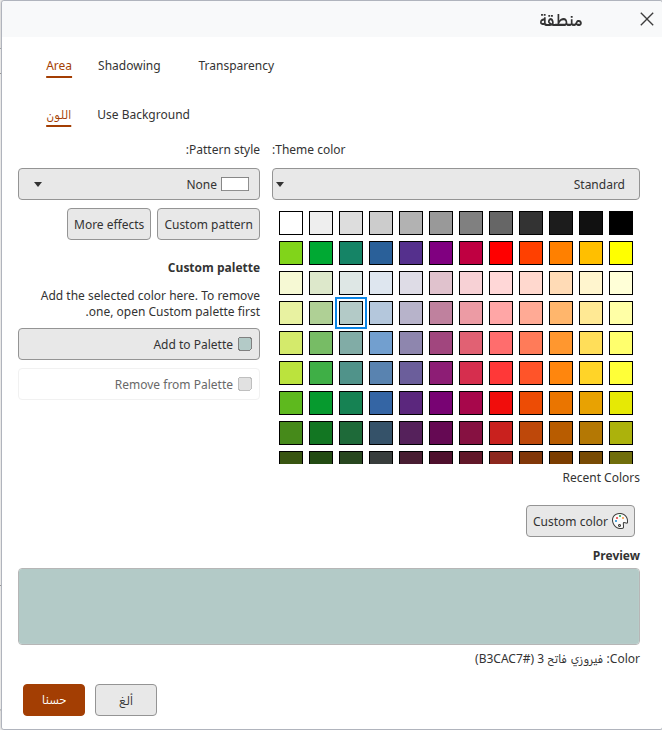 منطقة
Area
Shadowing
Transparency
اللون
Use Background
:Pattern style
:Theme color
None
Standard
More effects
Custom pattern
Custom palette
Add the selected color here. To remove
.one, open Custom palette first
Add to Palette
Remove from Palette
Recent Colors
Custom color
Preview
Color: فيروزي فاتح 3 (#B3CAC7)
حسنا
ألغ